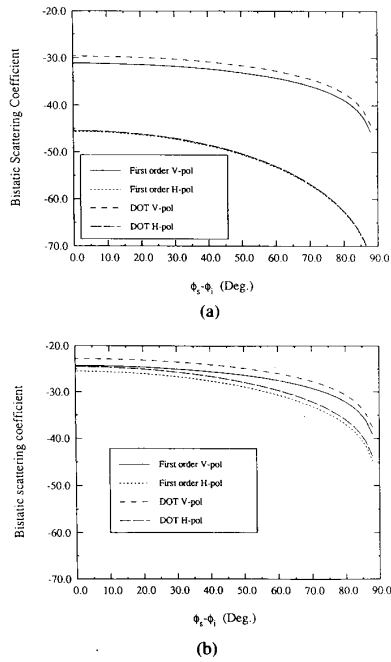 -20.0
-30.0
-40.0
-50.0
-60.0
-70.0
Bistatic Scattering Coefficient
First order V-pol
First order H-pol
DOT V-pol
DOT H-pol
0.0 10.0 20.0 30.0 40.0 50.0 60.0 70.0 80.0 90.0
ϕs-ϕi (Deg.)
(a)
-20.0
-30.0
-40.0
-50.0
-60.0
-70.0
Bistatic scattering coefficient
First order V-pol
First order H-pol
DOT V-pol
DOT H-pol
0.0 10.0 20.0 30.0 40.0 50.0 60.0 70.0 80.0 90.0
ϕs-ϕi (Deg.)
(b)